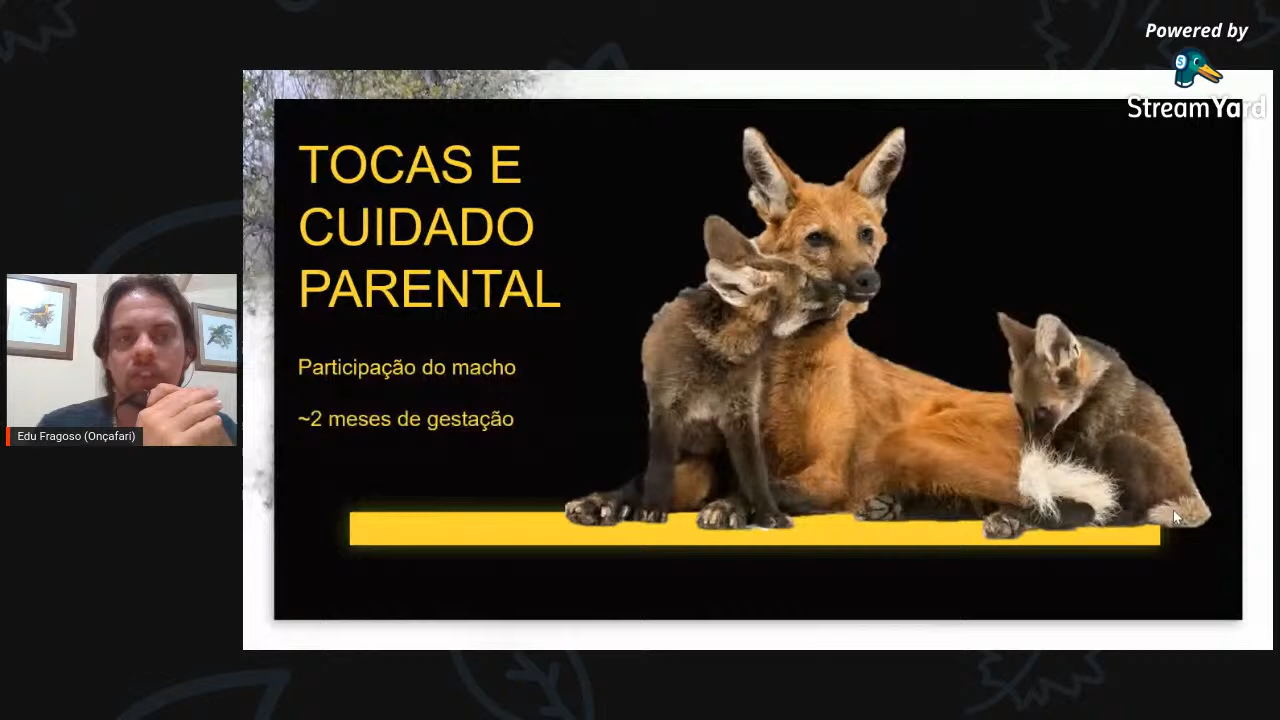 Powered by
StreamYard
TOCAS E
CUIDADO
PARENTAL
Participação do macho
~2 meses de gestação
Edu Fragoso (Onçafari)